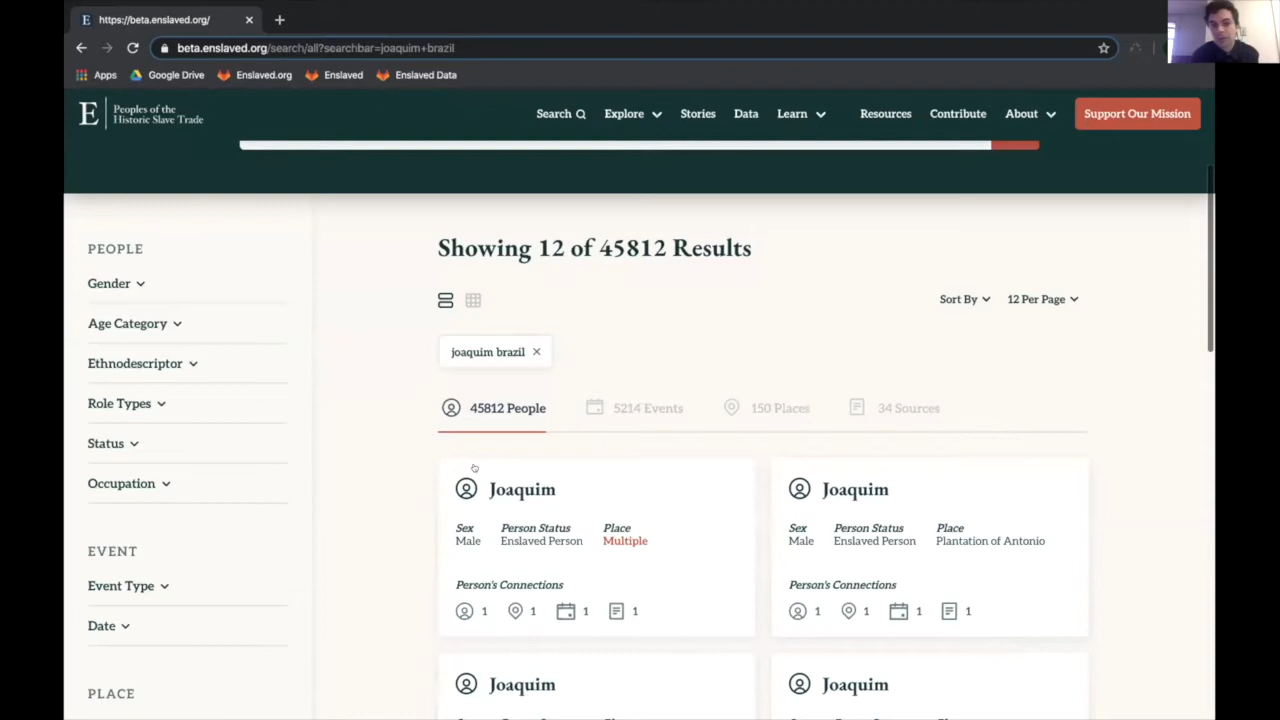 https://beta.enslaved.org/
beta.enslaved.org/search/all?searchbar=joaquim+brazil
Apps Google Drive Enslaved.org Enslaved Enslaved Data
E Peoples of the
Historic Slave Trade
Search Explore Stories Data Learn Resources Contribute About Support Our Mission
PEOPLE
Gender
Age Category
Ethnodescriptor
Role Types
Status
Occupation
EVENT
Event Type
Date
PLACE
Showing 12 of 45812 Results
Sort By 12 Per Page
joaquim brazil
45812 People 5214 Events 150 Places 34 Sources
Joaquim
Sex Person Status Place
Male Enslaved Person Multiple
Person's Connections
1 1 1 1
Joaquim
Sex Person Status Place
Male Enslaved Person Plantation of Antonio
Person's Connections
1 1 1 1
Joaquim
Joaquim